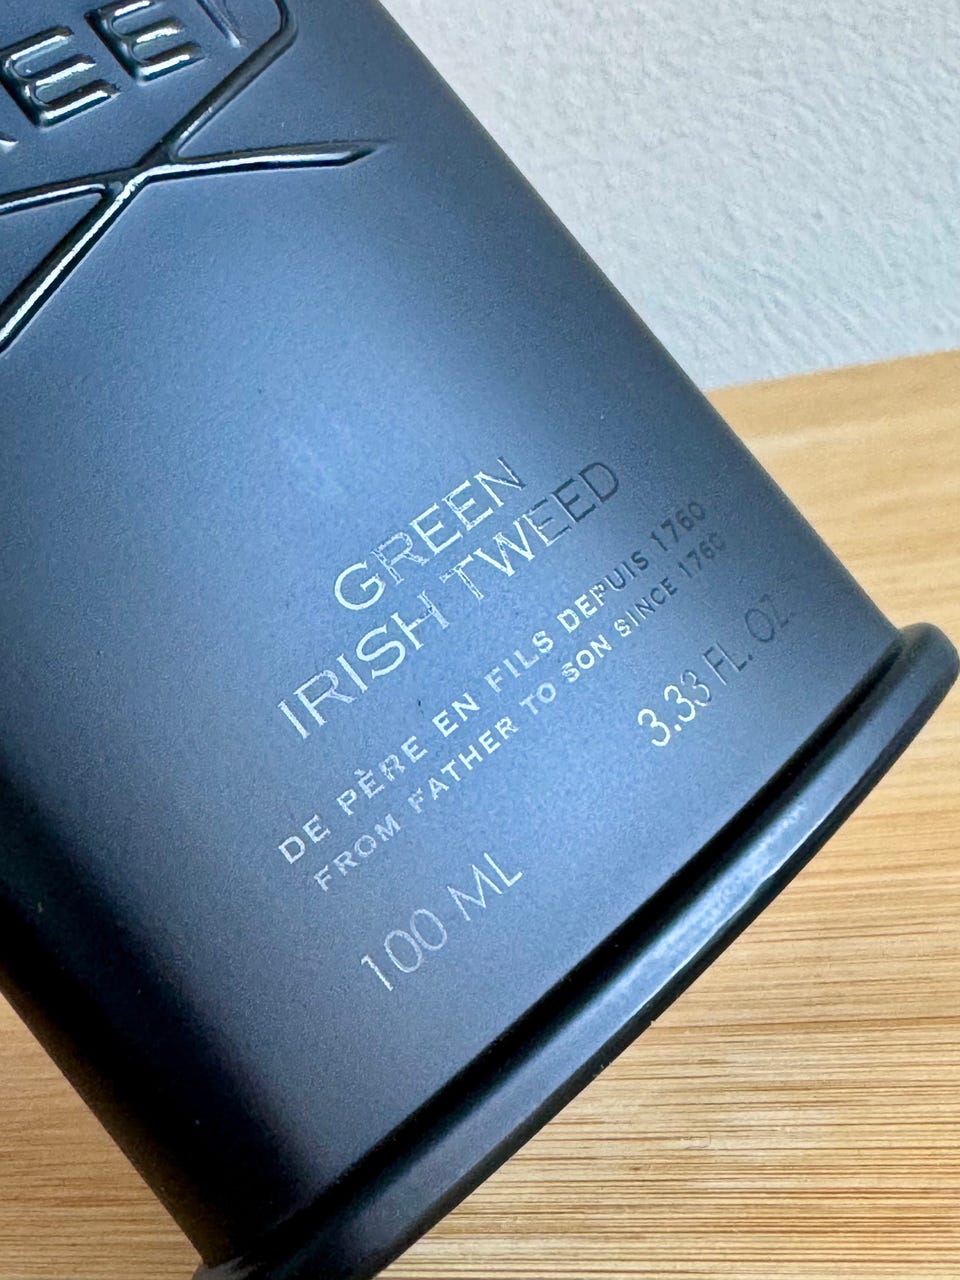 REED
GREEN
IRISH TWEED
DE PÈRE EN FILS DEPUIS 1760
FROM FATHER TO SON SINCE 1760
100 ML
3.33 FL. OZ